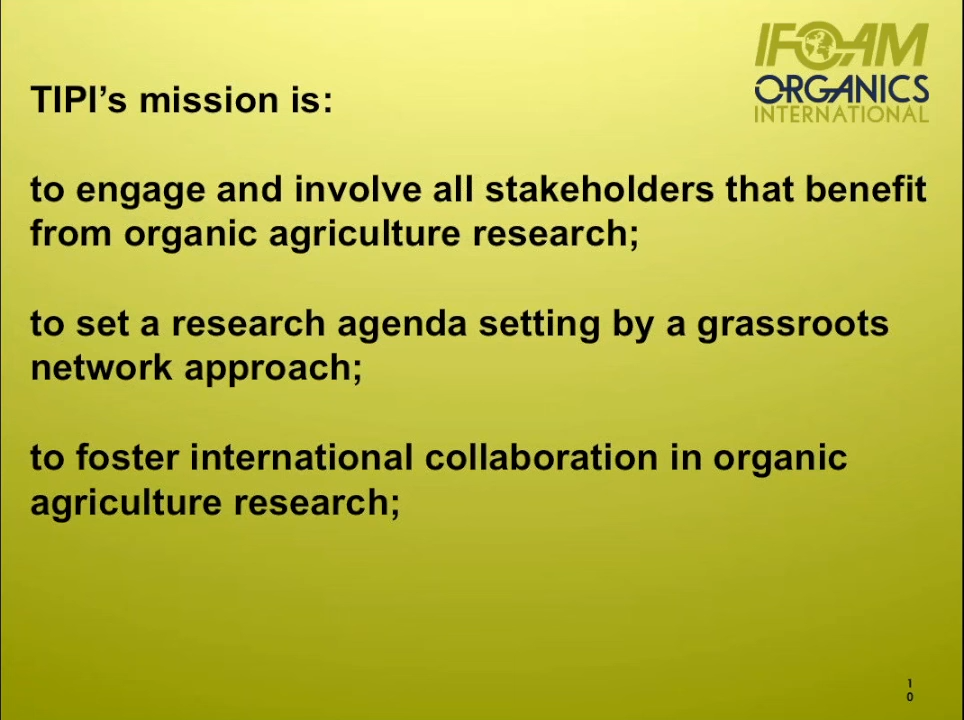 IFOAM
ORGANICS
INTERNATIONAL
TIPI’s mission is:
to engage and involve all stakeholders that benefit
from organic agriculture research;
to set a research agenda setting by a grassroots
network approach;
to foster international collaboration in organic
agriculture research;
1
0